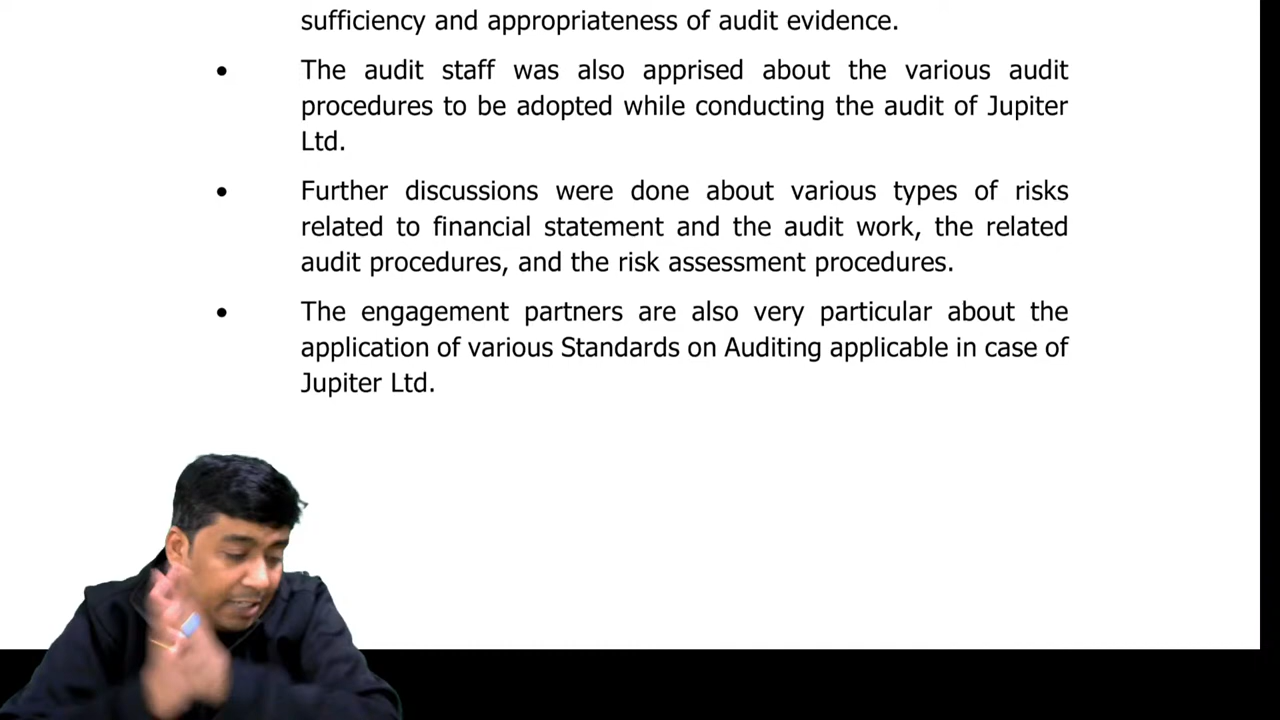 sufficiency and appropriateness of audit evidence.
• The audit staff was also apprised about the various audit
procedures to be adopted while conducting the audit of Jupiter
Ltd.
• Further discussions were done about various types of risks
related to financial statement and the audit work, the related
audit procedures, and the risk assessment procedures.
• The engagement partners are also very particular about the
application of various Standards on Auditing applicable in case of
Jupiter Ltd.